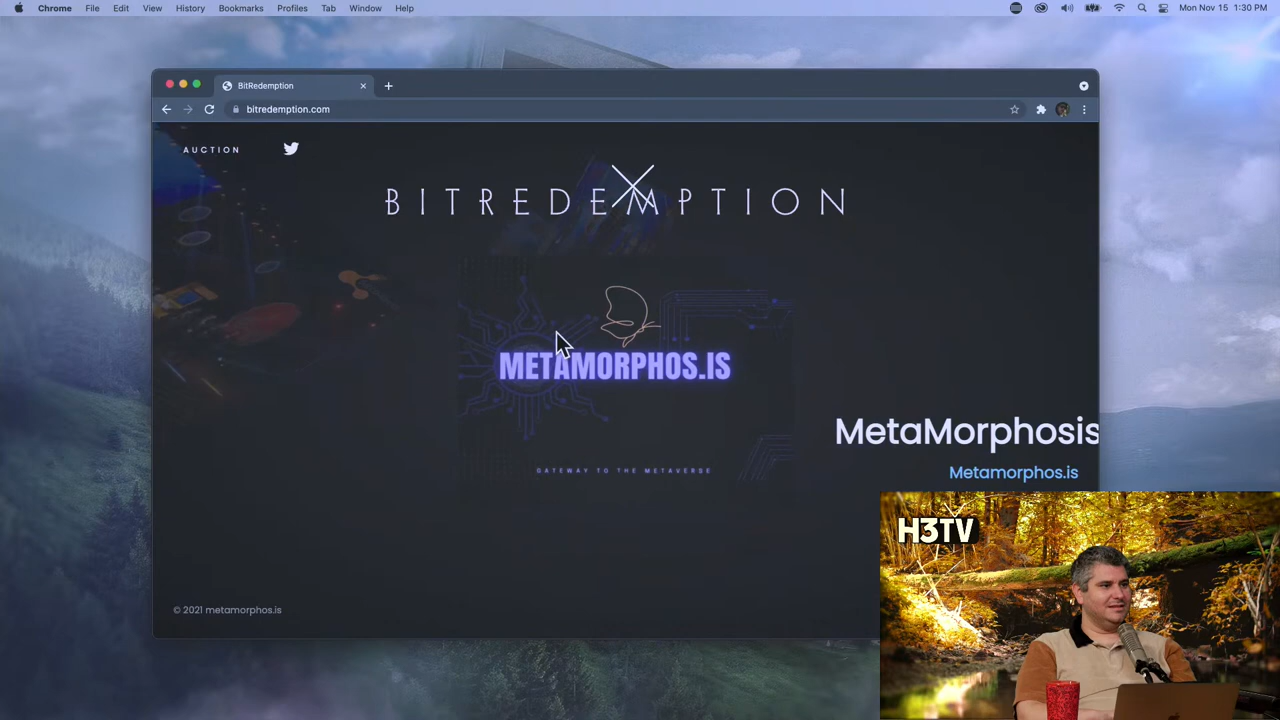 Chrome File Edit View History Bookmarks Profiles Tab Window Help Mon Nov 15 1:30 PM
BitRedemption
bitredemption.com
AUCTION
BITREDEMPTION
METAMORPHOS.IS
MetaMorphosis
GATEWAY TO THE METAVERSE
Metamorphos.is
H3TV
© 2021 metamorphos.is